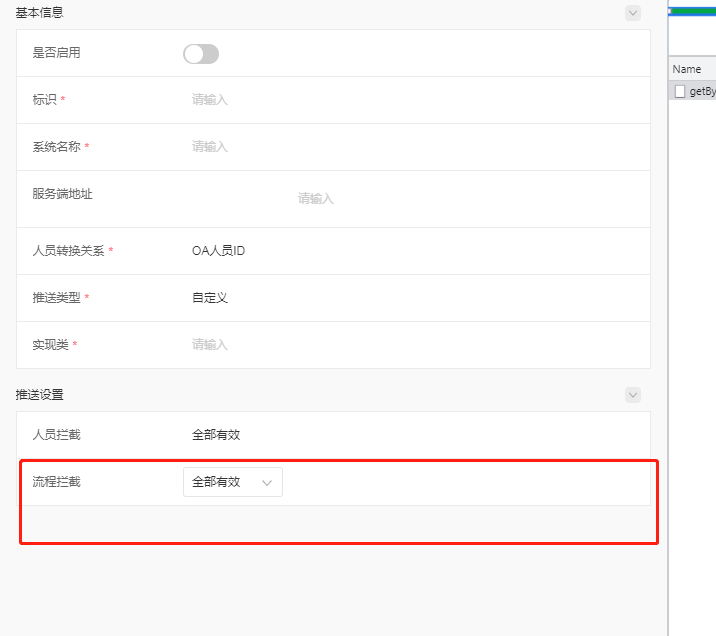 基本信息
是否启用
标识 *
请输入
系统名称 *
请输入
服务端地址
请输入
人员转换关系 *
OA人员ID
推送类型 *
自定义
实现类 *
请输入
推送设置
人员拦截
全部有效
流程拦截
全部有效
Name
getBy